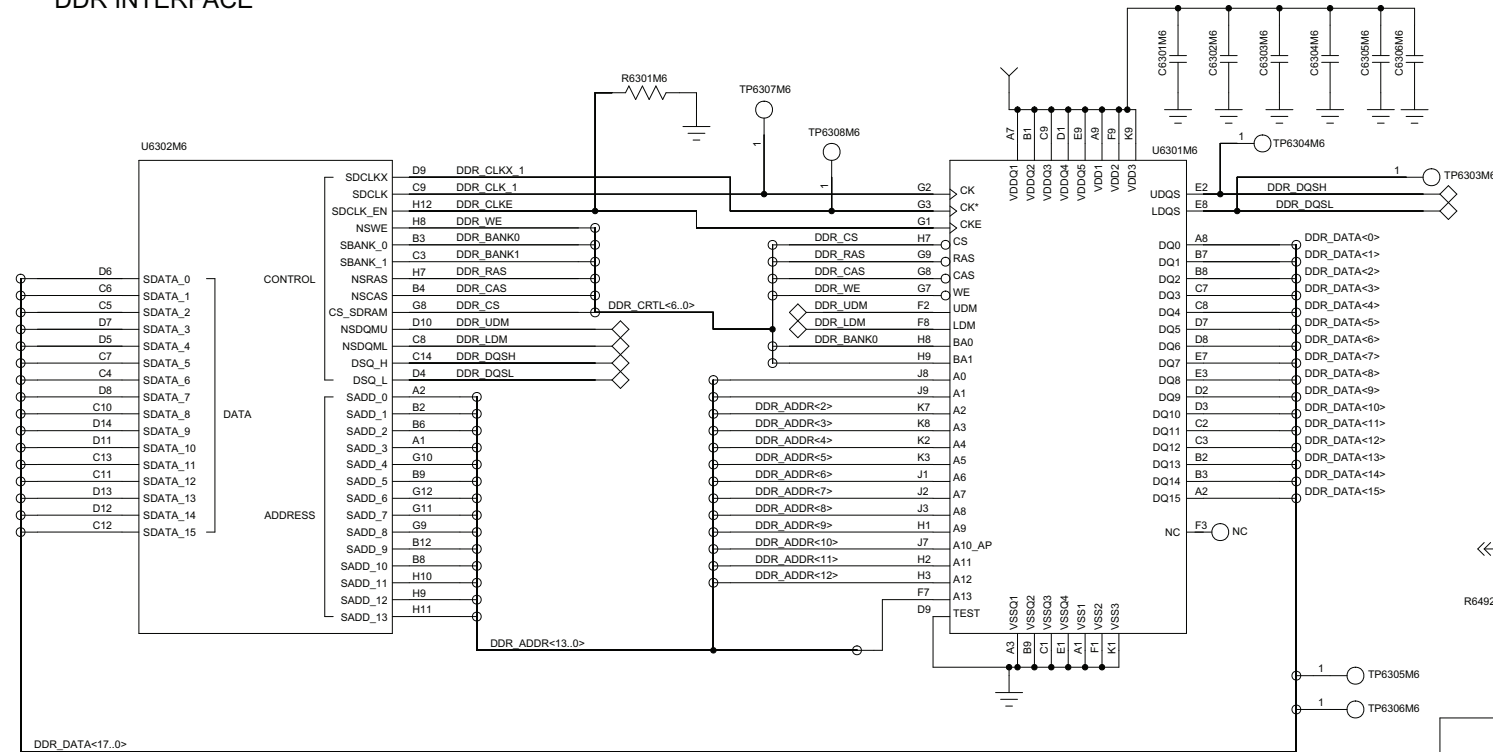 DDR INTERFACE
R6301M6
TP6307M6
1
TP6308M6
1
C6301M6
C6302M6
C6303M6
C6304M6
C6305M6
C6306M6
U6302M6
CONTROL
SDCLKX D9 DDR_CLKX_1
SDCLK C9 DDR_CLK_1
SDCLK_EN H12 DDR_CLKE
NSWE H8 DDR_WE
SBANK_0 B3 DDR_BANK0
SBANK_1 C3 DDR_BANK1
NSRAS H7 DDR_RAS
NSCAS B4 DDR_CAS
CS_SDRAM G8 DDR_CS
NSDQMU D10 DDR_UDM
NSDQML C8 DDR_LDM
DSQ_H C14 DDR_DQSH
DSQ_L D4 DDR_DQSL
DDR_CRTL<6..0>
D6 SDATA_0
C6 SDATA_1
C5 SDATA_2
D7 SDATA_3
D5 SDATA_4
C7 SDATA_5
C4 SDATA_6
D8 SDATA_7
C10 SDATA_8
D14 SDATA_9
D11 SDATA_10
C13 SDATA_11
C11 SDATA_12
D13 SDATA_13
D12 SDATA_14
C12 SDATA_15
DATA
ADDRESS
SADD_0 A2
SADD_1 B2
SADD_2 B6
SADD_3 A1
SADD_4 G10
SADD_5 B9
SADD_6 G12
SADD_7 G11
SADD_8 G9
SADD_9 B12
SADD_10 B8
SADD_11 H10
SADD_12 H9
SADD_13 H11
DDR_ADDR<13..0>
DDR_DATA<17..0>
U6301M6
A7 VDDQ1
B1 VDDQ2
C9 VDDQ3
D1 VDDQ4
E9 VDDQ5
A9 VDD1
F9 VDD2
K9 VDD3
G2 CK
G3 CK*
G1 CKE
DDR_CS H7 CS
DDR_RAS G9 RAS
DDR_CAS G8 CAS
DDR_WE G7 WE
DDR_UDM F2 UDM
DDR_LDM F8 LDM
DDR_BANK0 H8 BA0
H9 BA1
J8 A0
J9 A1
DDR_ADDR<2> K7 A2
DDR_ADDR<3> K8 A3
DDR_ADDR<4> K2 A4
DDR_ADDR<5> K3 A5
DDR_ADDR<6> J1 A6
DDR_ADDR<7> J2 A7
DDR_ADDR<8> J3 A8
DDR_ADDR<9> H1 A9
DDR_ADDR<10> J7 A10_AP
DDR_ADDR<11> H2 A11
DDR_ADDR<12> H3 A12
F7 A13
D9 TEST
VSSQ1 A3
VSSQ2 B9
VSSQ3 C1
VSSQ4 E1
VSS1 A1
VSS2 F1
VSS3 K1
1 TP6304M6
1 TP6303M6
UDQS E2 DDR_DQSH
LDQS E8 DDR_DQSL
DQ0 A8 DDR_DATA<0>
DQ1 B7 DDR_DATA<1>
DQ2 B8 DDR_DATA<2>
DQ3 C7 DDR_DATA<3>
DQ4 C8 DDR_DATA<4>
DQ5 D7 DDR_DATA<5>
DQ6 D8 DDR_DATA<6>
DQ7 E7 DDR_DATA<7>
DQ8 E3 DDR_DATA<8>
DQ9 D2 DDR_DATA<9>
DQ10 D3 DDR_DATA<10>
DQ11 C2 DDR_DATA<11>
DQ12 C3 DDR_DATA<12>
DQ13 B2 DDR_DATA<13>
DQ14 B3 DDR_DATA<14>
DQ15 A2 DDR_DATA<15>
NC F3 NC
R6492
1 TP6305M6
1 TP6306M6